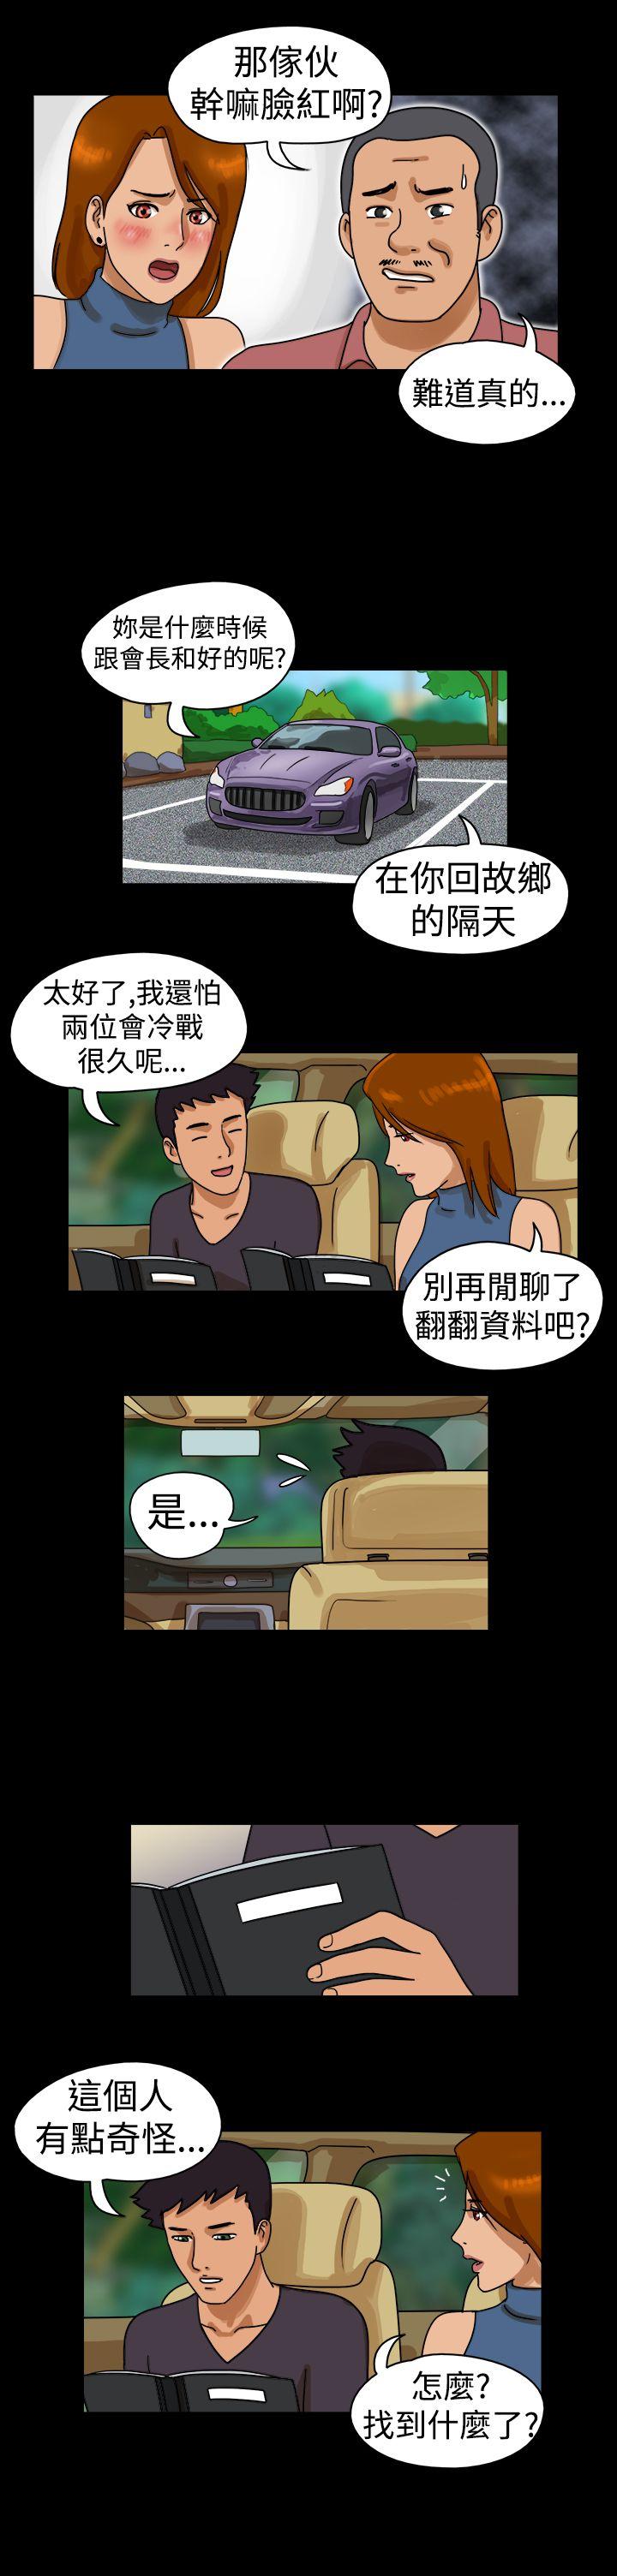 那傢伙
幹嘛臉紅啊?
難道真的...
妳是什麼時候
跟會長和好的呢?
在你回故鄉
的隔天
太好了,我還怕
兩位會冷戰
很久呢...
別再閒聊了
翻翻資料吧?
是...
這個人
有點奇怪...
怎麼?
找到什麼了?